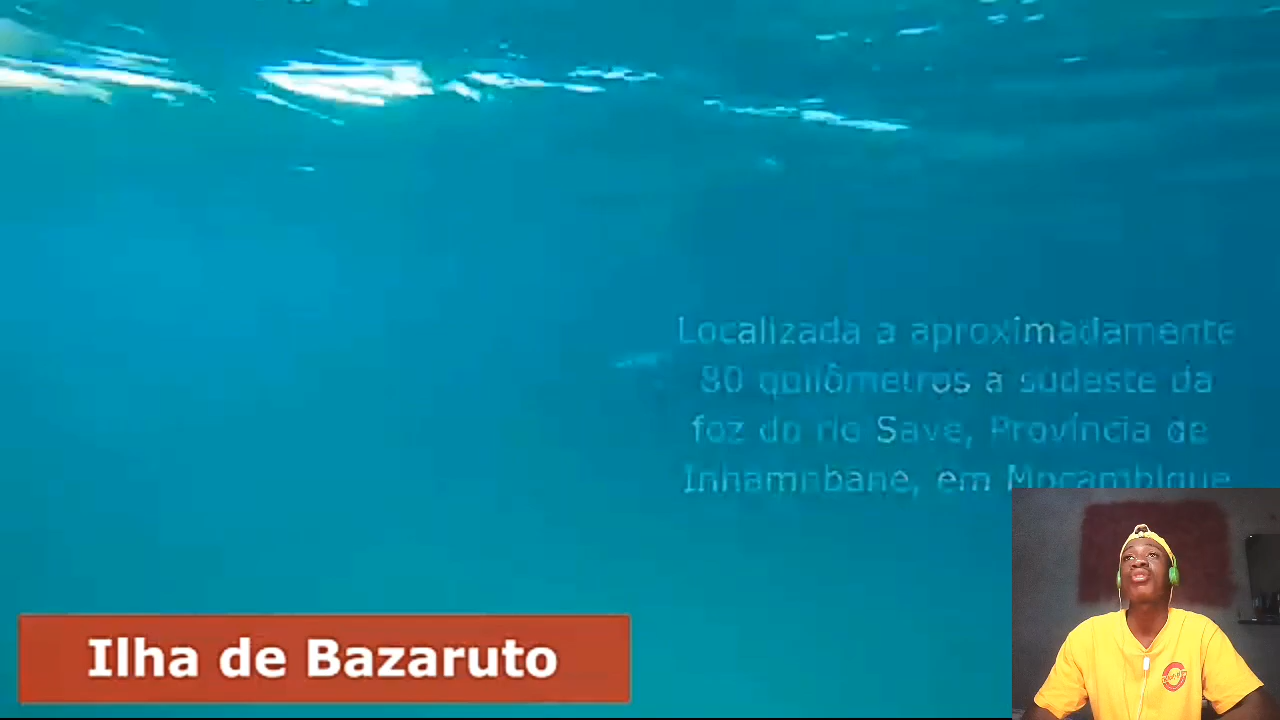 Localizada a aproximadamente
80 quilômetros a sudeste da
foz do rio Save, Província de
Inhambane, em Moçambique
Ilha de Bazaruto